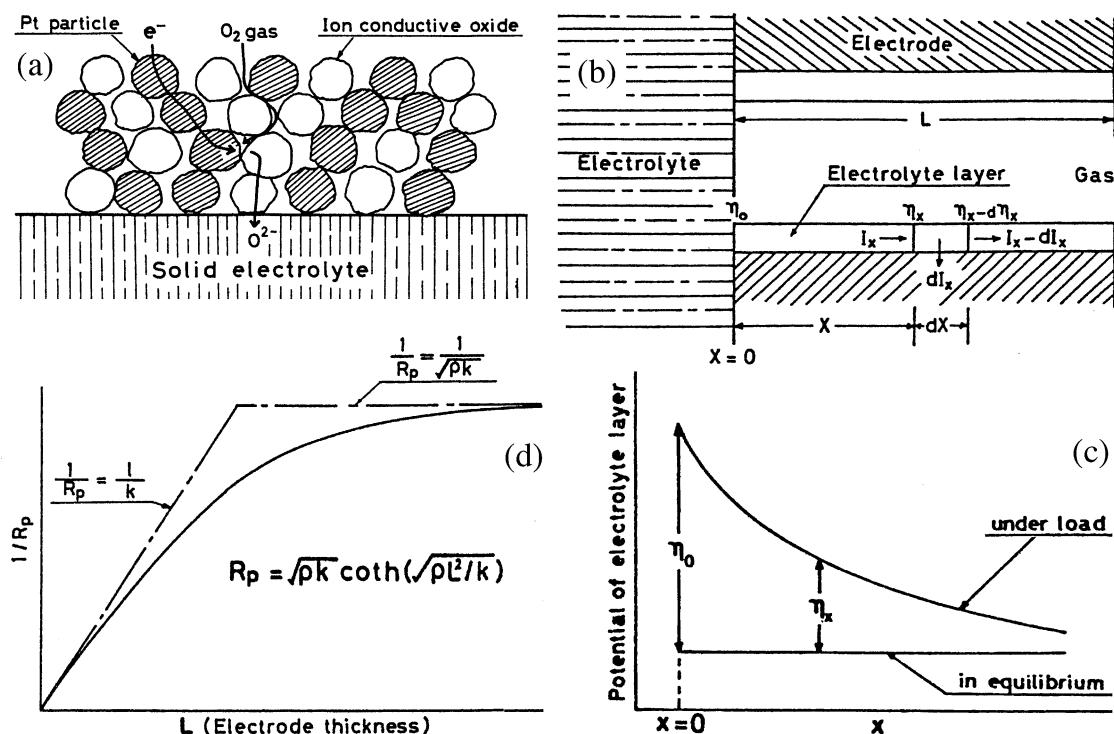 (a)
Pt particle
e⁻
O₂ gas
Ion conductive oxide
O²⁻
Solid electrolyte
(b)
Electrode
L
Electrolyte
Gas
Electrolyte layer
η₀
ηₓ
ηₓ₋dηₓ
Iₓ
Iₓ-dIₓ
dIₓ
X
dX
X=0
(d)
1/Rₚ = 1/√ρk
1/Rₚ = l/k
1/Rₚ
Rₚ = √ρk coth(√ρL²/k)
L (Electrode thickness)
(c)
Potential of electrolyte layer
under load
η₀
ηₓ
in equilibrium
x=0
x